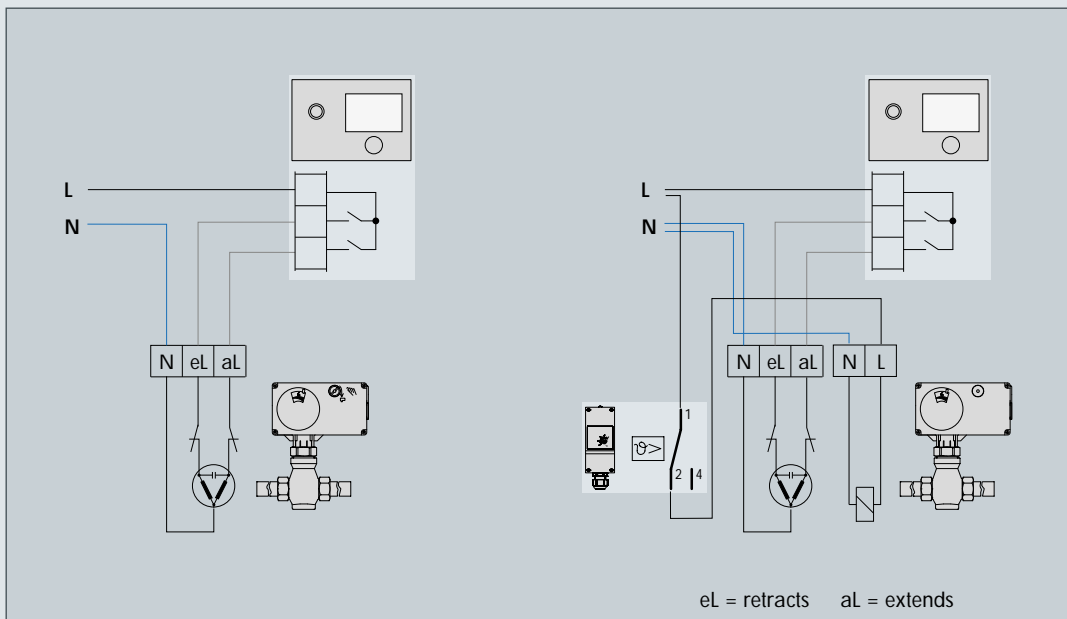 L
N
N eL aL
L
N
N eL aL N L
1
ϑ>
2 4
eL = retracts aL = extends